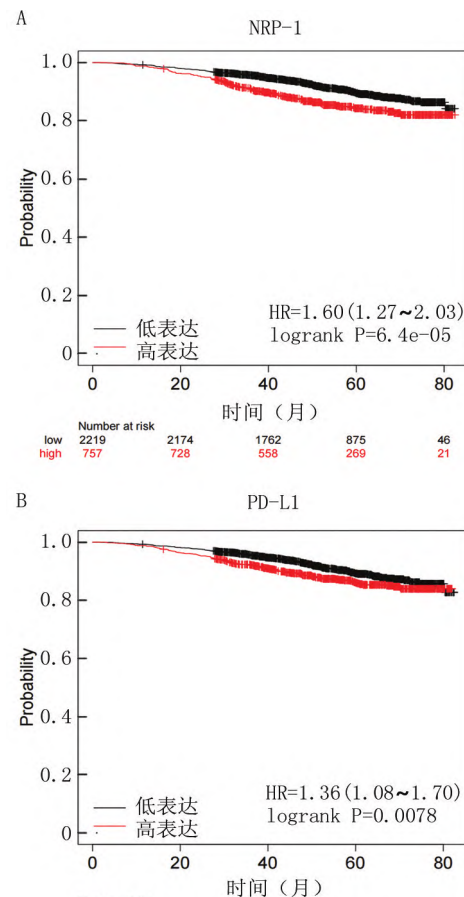 A
NRP-1
1.0
0.8
0.6
0.4
0.2
0
Probability
HR=1.60(1.27~2.03)
logrank P=6.4e-05
低表达
高表达
0 20 40 60 80
时间（月）
Number at risk
low 2219 2174 1762 875 46
high 757 728 558 269 21
B
PD-L1
1.0
0.8
0.6
0.4
0.2
0
Probability
HR=1.36(1.08~1.70)
logrank P=0.0078
低表达
高表达
0 20 40 60 80
时间（月）